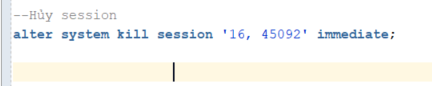 --Hủy session
alter system kill session '16, 45092' immediate;